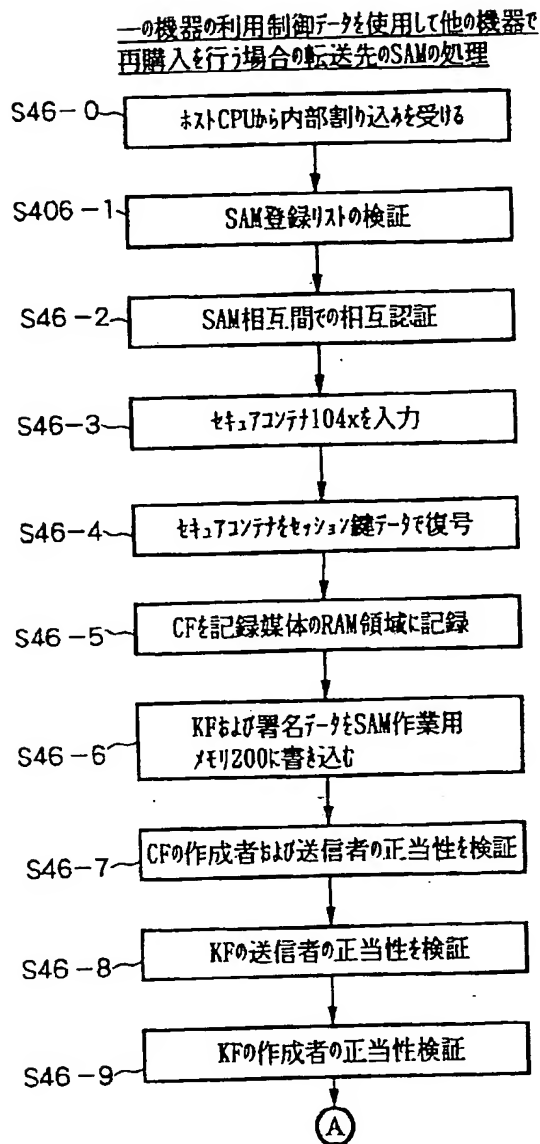 一の機器の利用制御データを使用して他の機器で
再購入を行う場合の転送先のSAMの処理
S46-0
ホストCPUから内部割り込みを受ける
S406-1
SAM登録リストの検証
S46-2
SAM相互間での相互認証
S46-3
セキュアコンテナ104xを入力
S46-4
セキュアコンテナをセッション鍵データで復号
S46-5
CFを記録媒体のRAM領域に記録
S46-6
KFおよび署名データをSAM作業用
メモリ200に書き込む
S46-7
CFの作成者および送信者の正当性を検証
S46-8
KFの送信者の正当性を検証
S46-9
KFの作成者の正当性検証
A